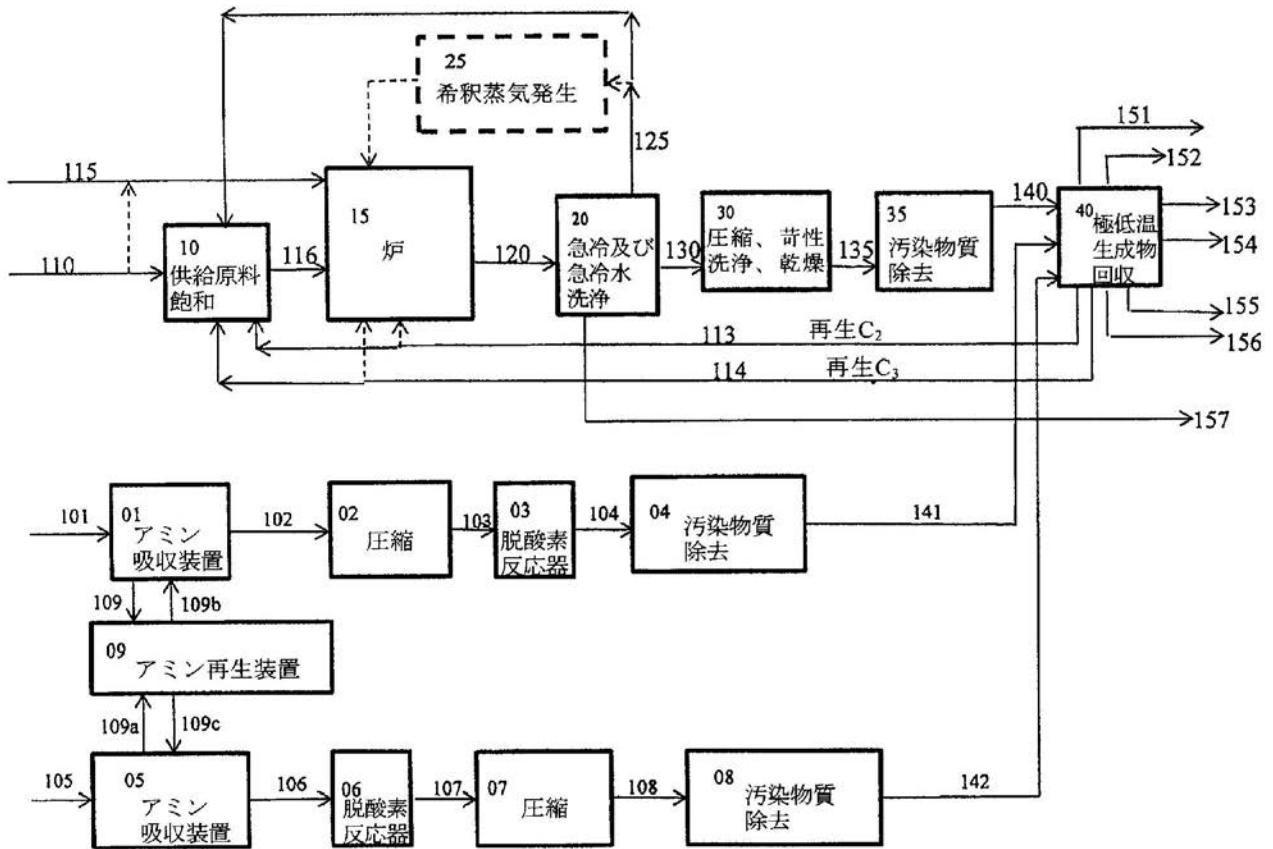 25
希釈蒸気発生
125
151
152
115
15
炉
140
153
154
10
供給原料
飽和
110
116
120
20
急冷及び
急冷水
洗浄
130
30
圧縮、苛性
洗浄、乾燥
135
35
汚染物質
除去
40
極低温
生成物
回収
155
156
113
再生C₂
114
再生C₃
157
101
01
アミン
吸収装置
102
02
圧縮
103
03
脱酸素
反応器
104
04
汚染物質
除去
141
109
109b
09
アミン再生装置
109a
109c
105
05
アミン
吸収装置
106
06
脱酸素
反応器
107
07
圧縮
108
08
汚染物質
除去
142